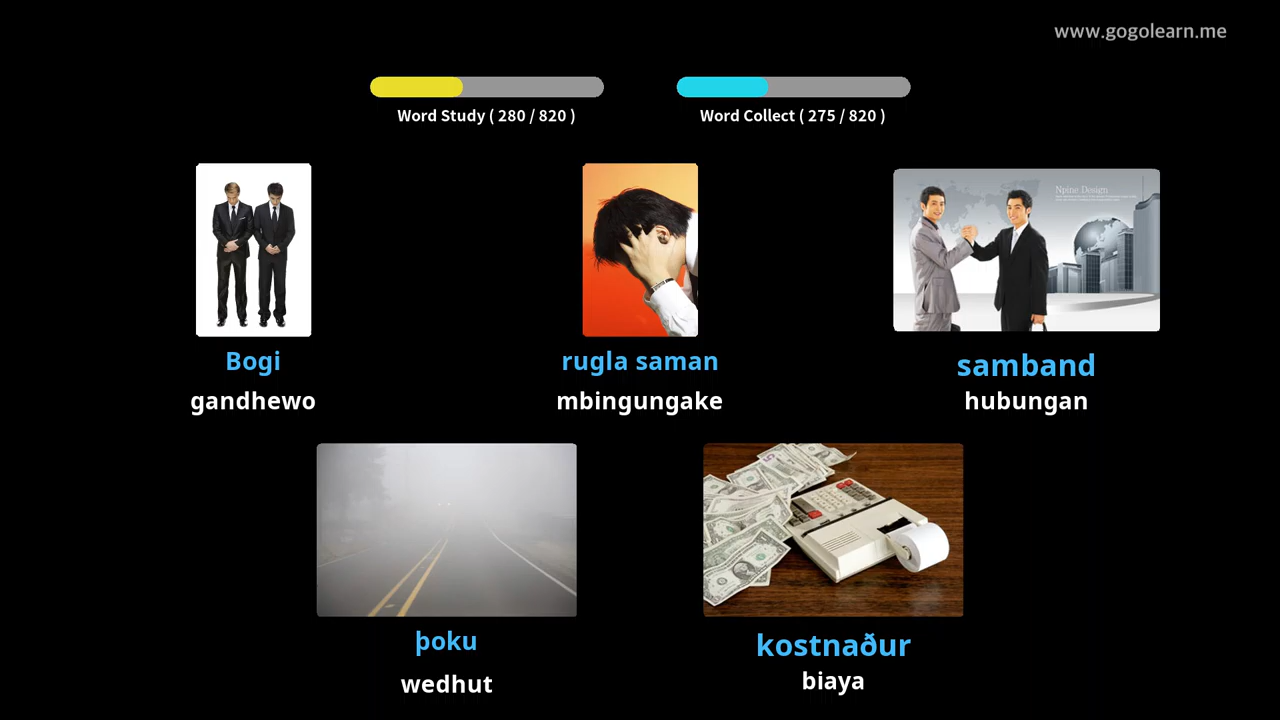 www.gogolearn.me
Word Study ( 280 / 820 )
Word Collect ( 275 / 820 )
Npine Design
Bogi
gandhewo
rugla saman
mbingungake
samband
hubungan
þoku
wedhut
kostnaður
biaya